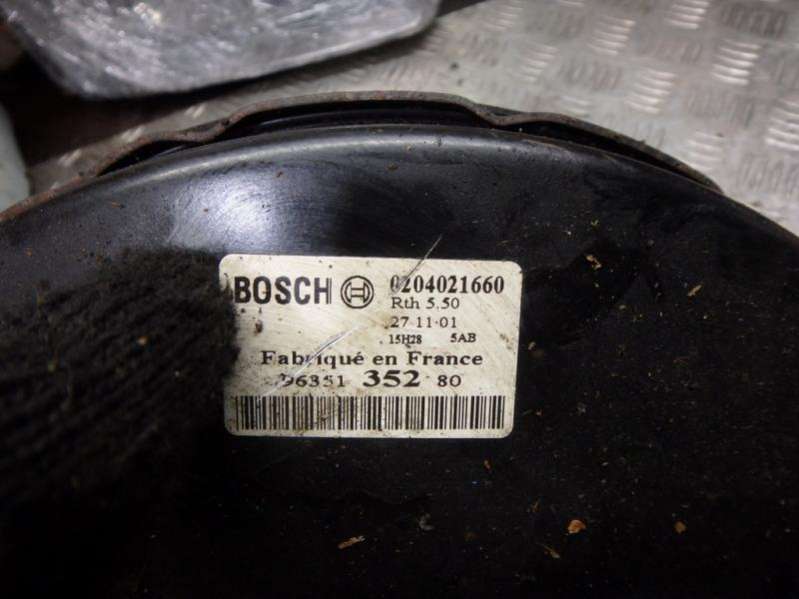 BOSCH 0204021660
Rth 5.50
27·11·01
15H28 5AB
Fabriqué en France
96351 352 80